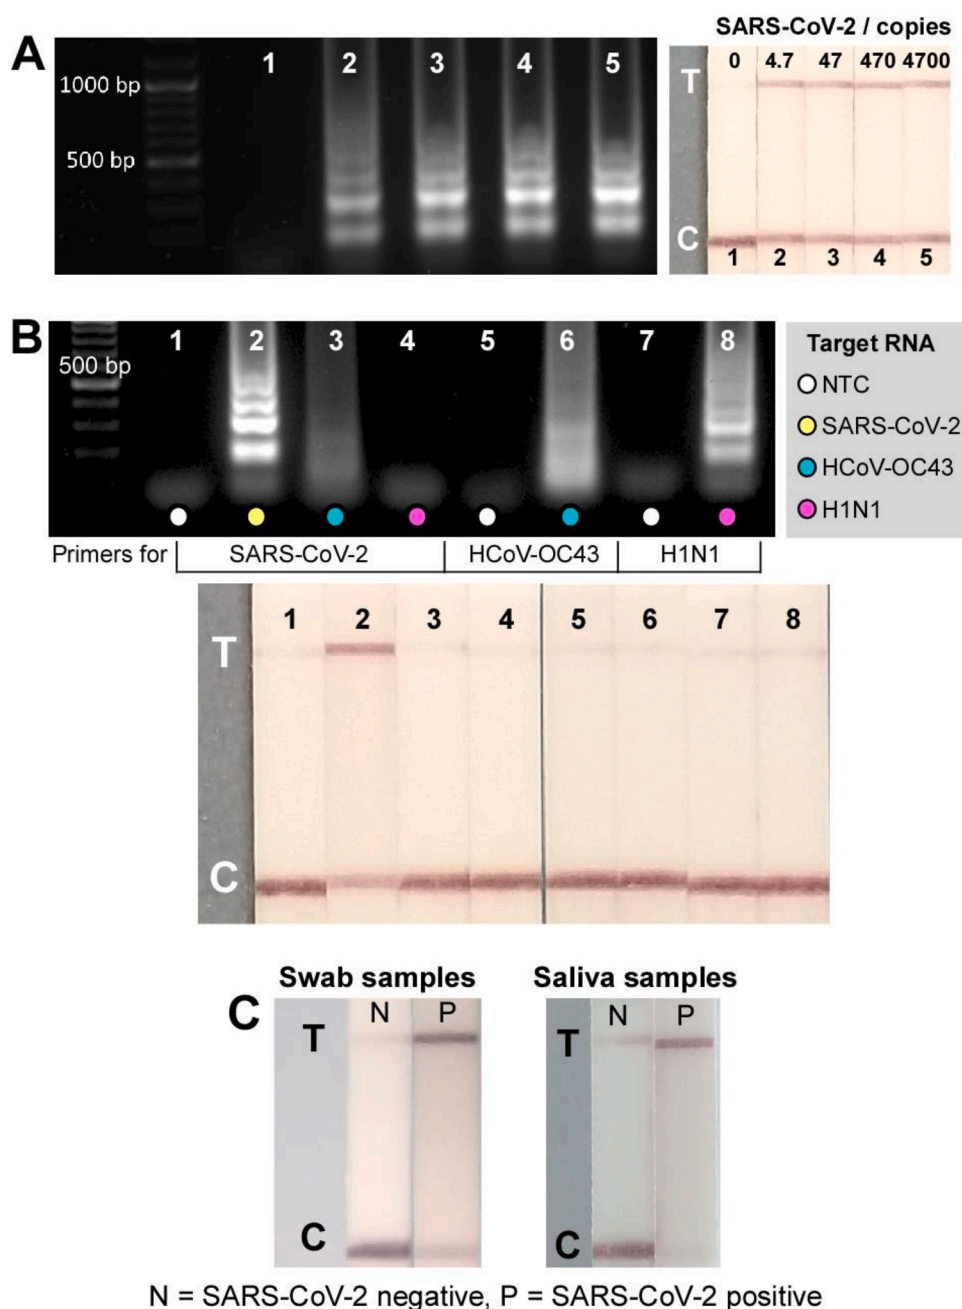 A
SARS-CoV-2 / copies
1 2 3 4 5
0 4.7 47 470 4700
1000 bp
T
500 bp
C
1 2 3 4 5
B
1 2 3 4 5 6 7 8
500 bp
Target RNA
NTC
SARS-CoV-2
HCoV-OC43
H1N1
Primers for SARS-CoV-2 HCoV-OC43 H1N1
1 2 3 4 5 6 7 8
T
C
C
Swab samples
N P
T
C
Saliva samples
N P
T
C
N = SARS-CoV-2 negative, P = SARS-CoV-2 positive